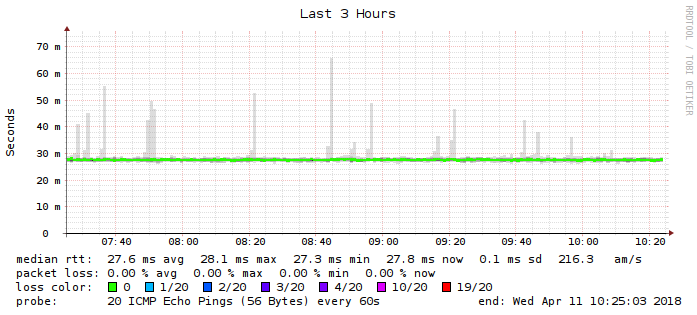 Last 3 Hours
RRDTOOL / TOBI OETIKER
Seconds
70 m
60 m
50 m
40 m
30 m
20 m
10 m
0
07:40 08:00 08:20 08:40 09:00 09:20 09:40 10:00 10:20
median rtt: 27.6 ms avg 28.1 ms max 27.3 ms min 27.8 ms now 0.1 ms sd 216.3 am/s
packet loss: 0.00 % avg 0.00 % max 0.00 % min 0.00 % now
loss color: 0 1/20 2/20 3/20 4/20 10/20 19/20
probe: 20 ICMP Echo Pings (56 Bytes) every 60s end: Wed Apr 11 10:25:03 2018